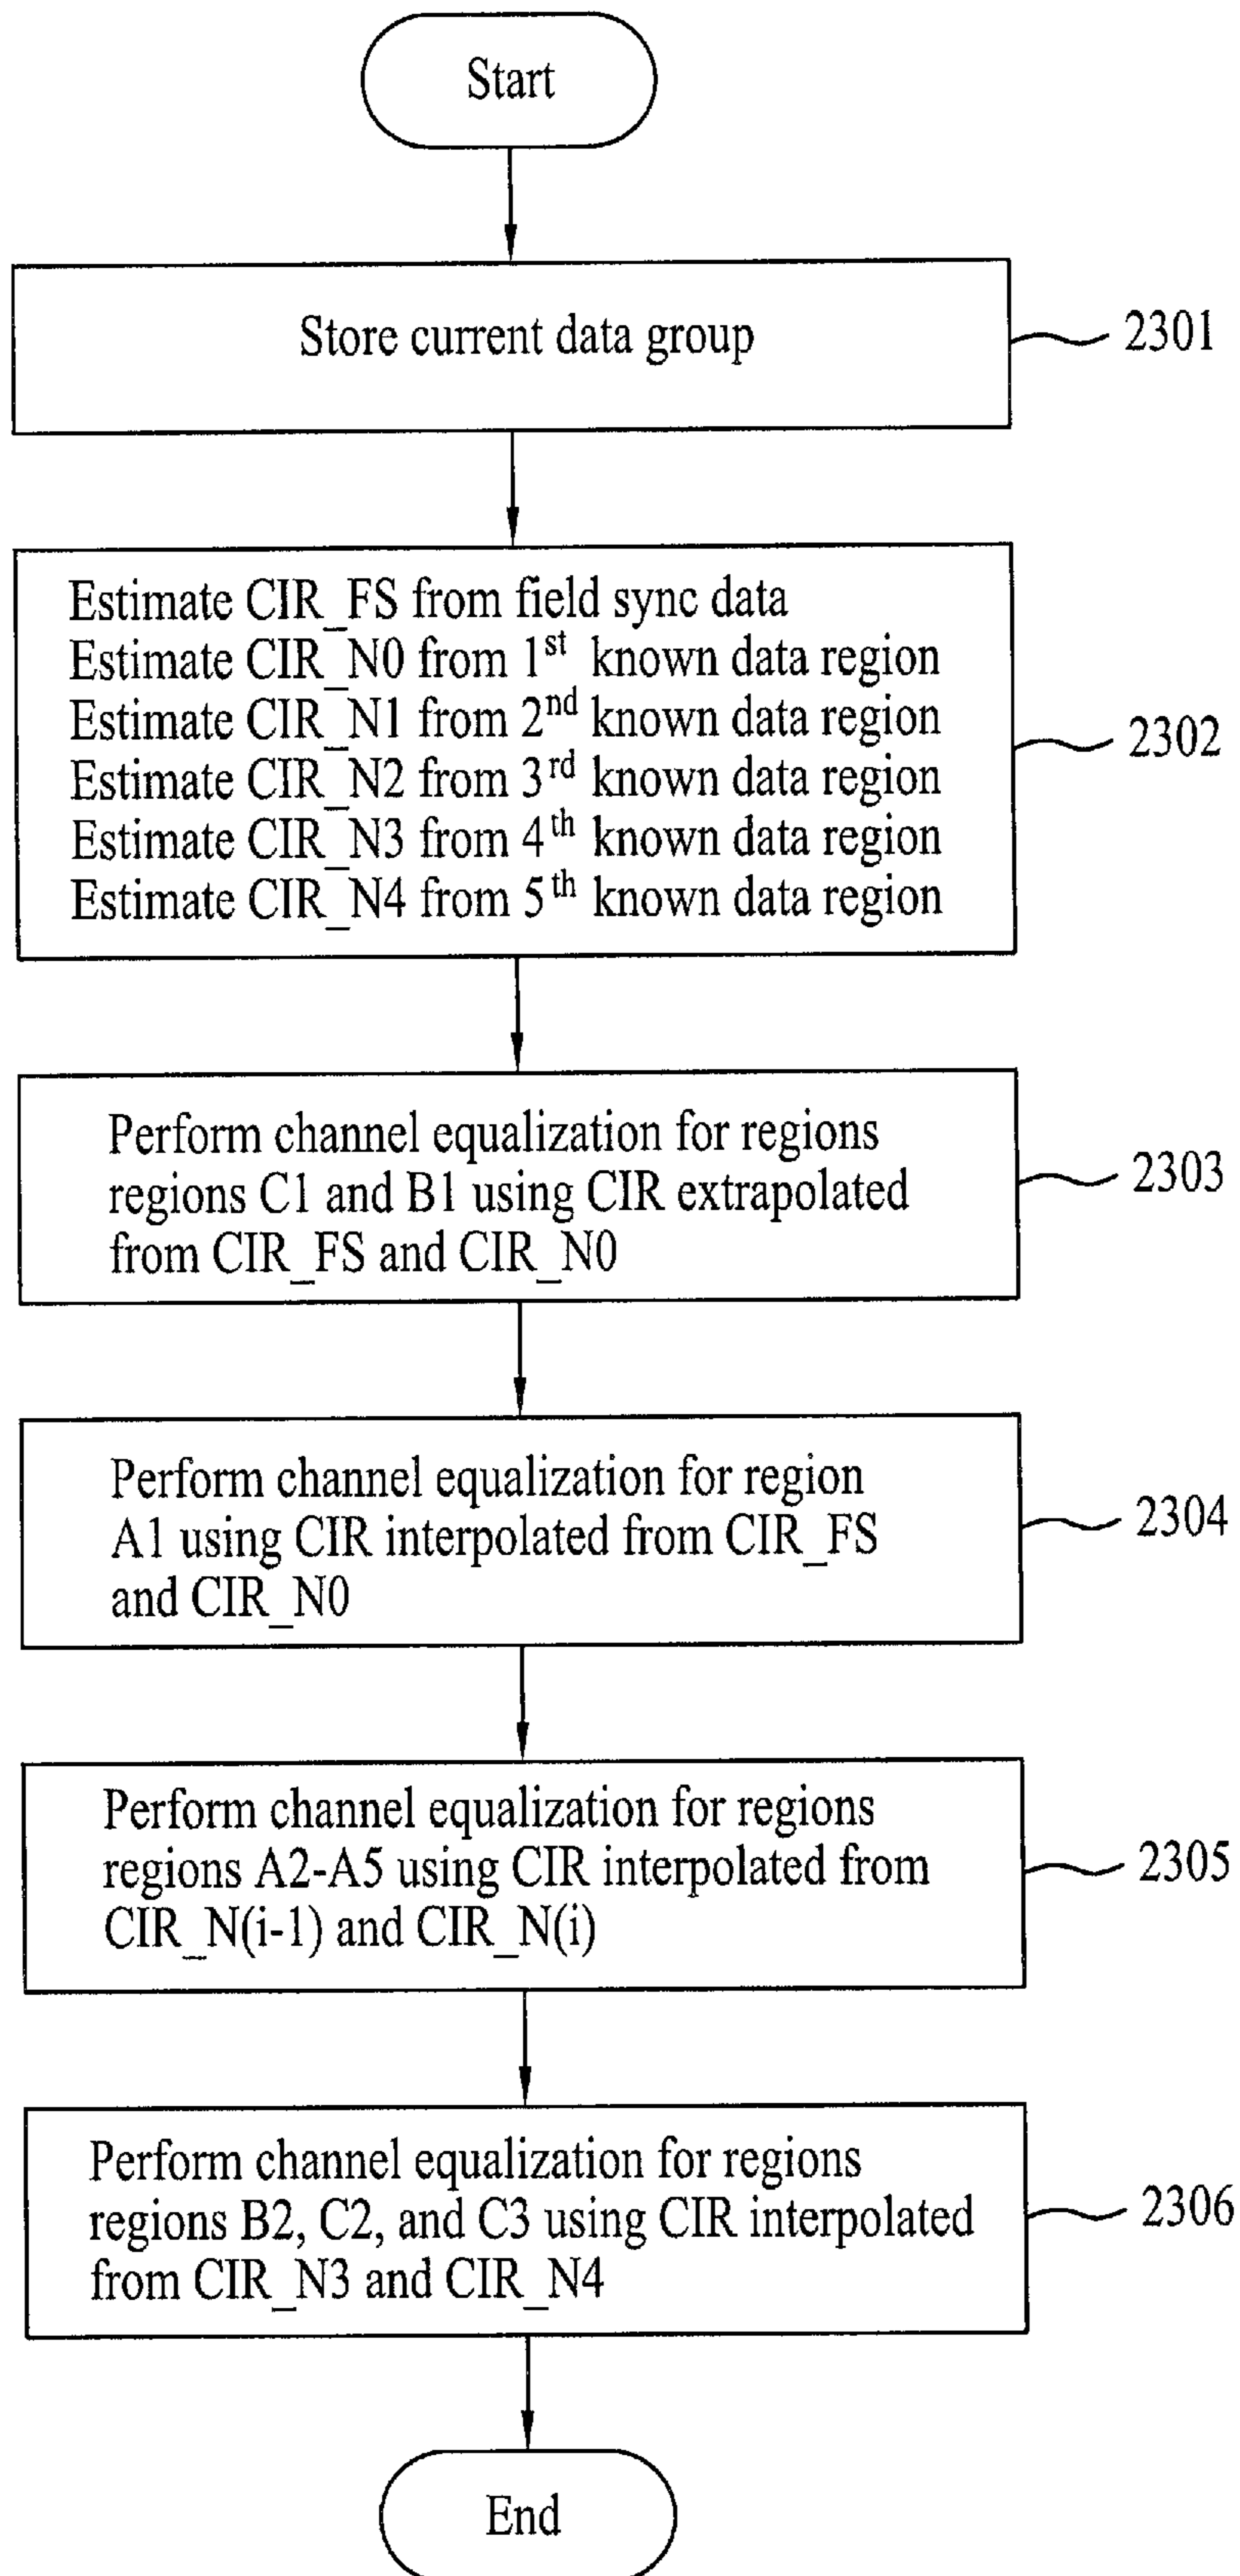 Start
Store current data group
2301
Estimate CIR_FS from field sync data
Estimate CIR_N0 from 1st known data region
Estimate CIR_N1 from 2nd known data region
Estimate CIR_N2 from 3rd known data region
Estimate CIR_N3 from 4th known data region
Estimate CIR_N4 from 5th known data region
2302
Perform channel equalization for regions
regions C1 and B1 using CIR extrapolated
from CIR_FS and CIR_N0
2303
Perform channel equalization for region
A1 using CIR interpolated from CIR_FS
and CIR_N0
2304
Perform channel equalization for regions
regions A2-A5 using CIR interpolated from
CIR_N(i-1) and CIR_N(i)
2305
Perform channel equalization for regions
regions B2, C2, and C3 using CIR interpolated
from CIR_N3 and CIR_N4
2306
End